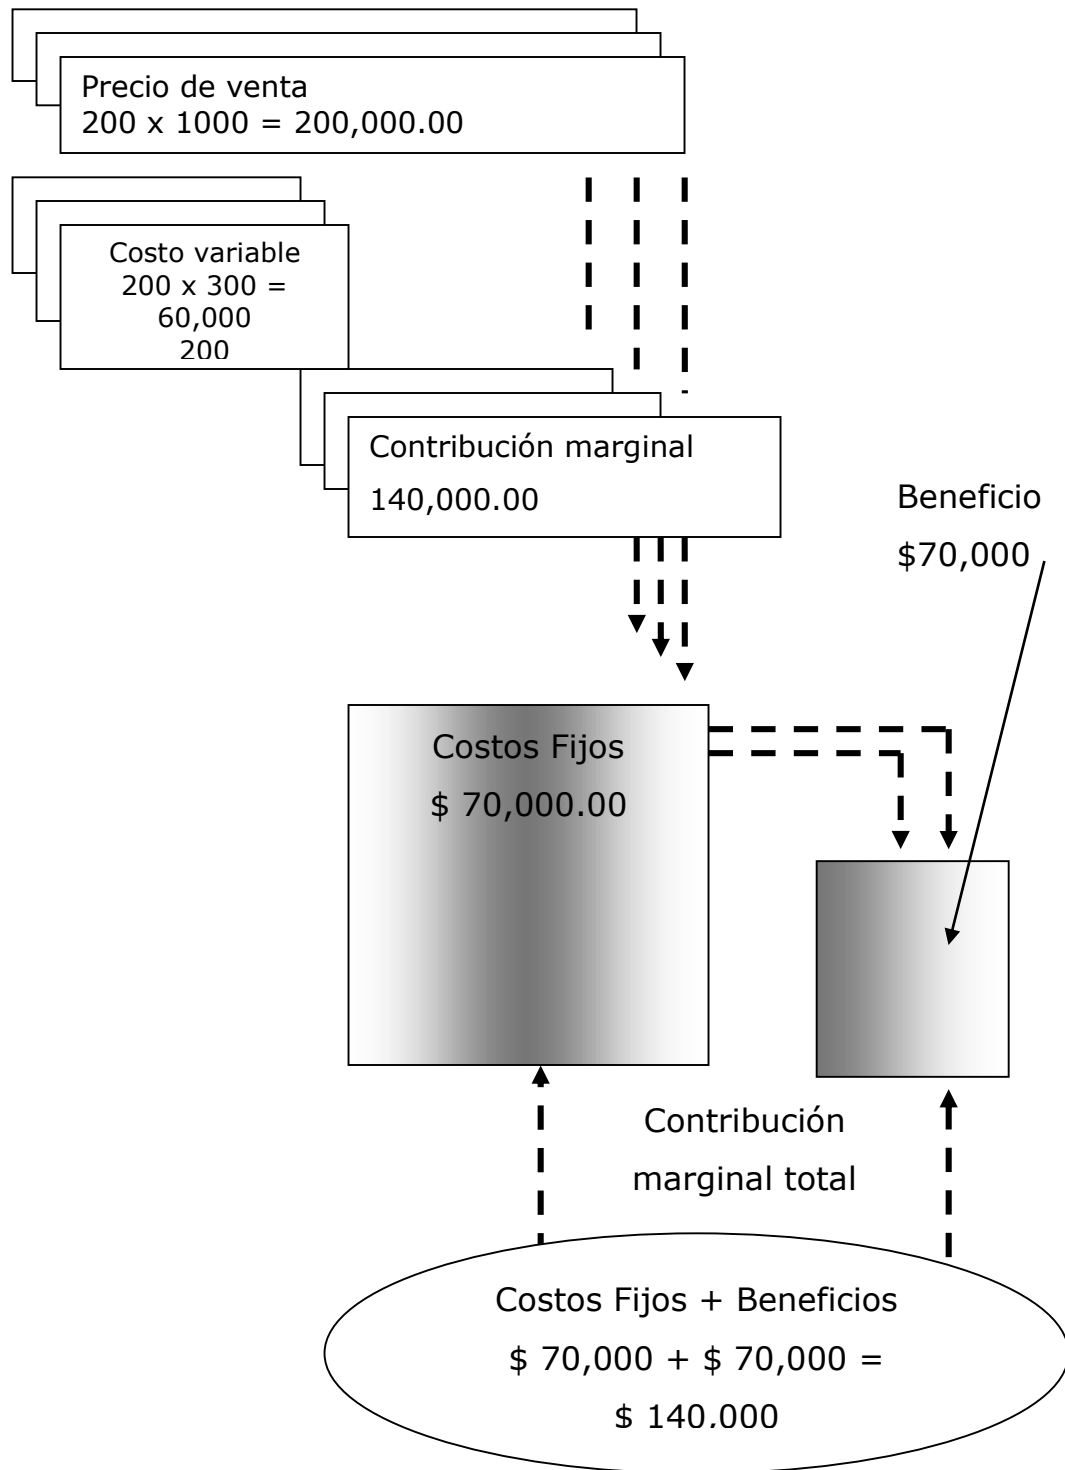 Precio de venta
200 x 1000 = 200,000.00
Costo variable
200 x 300 =
60,000
200
Contribución marginal
140,000.00
Beneficio
$70,000
Costos Fijos
$ 70,000.00
Contribución
marginal total
Costos Fijos + Beneficios
$ 70,000 + $ 70,000 =
$ 140,000